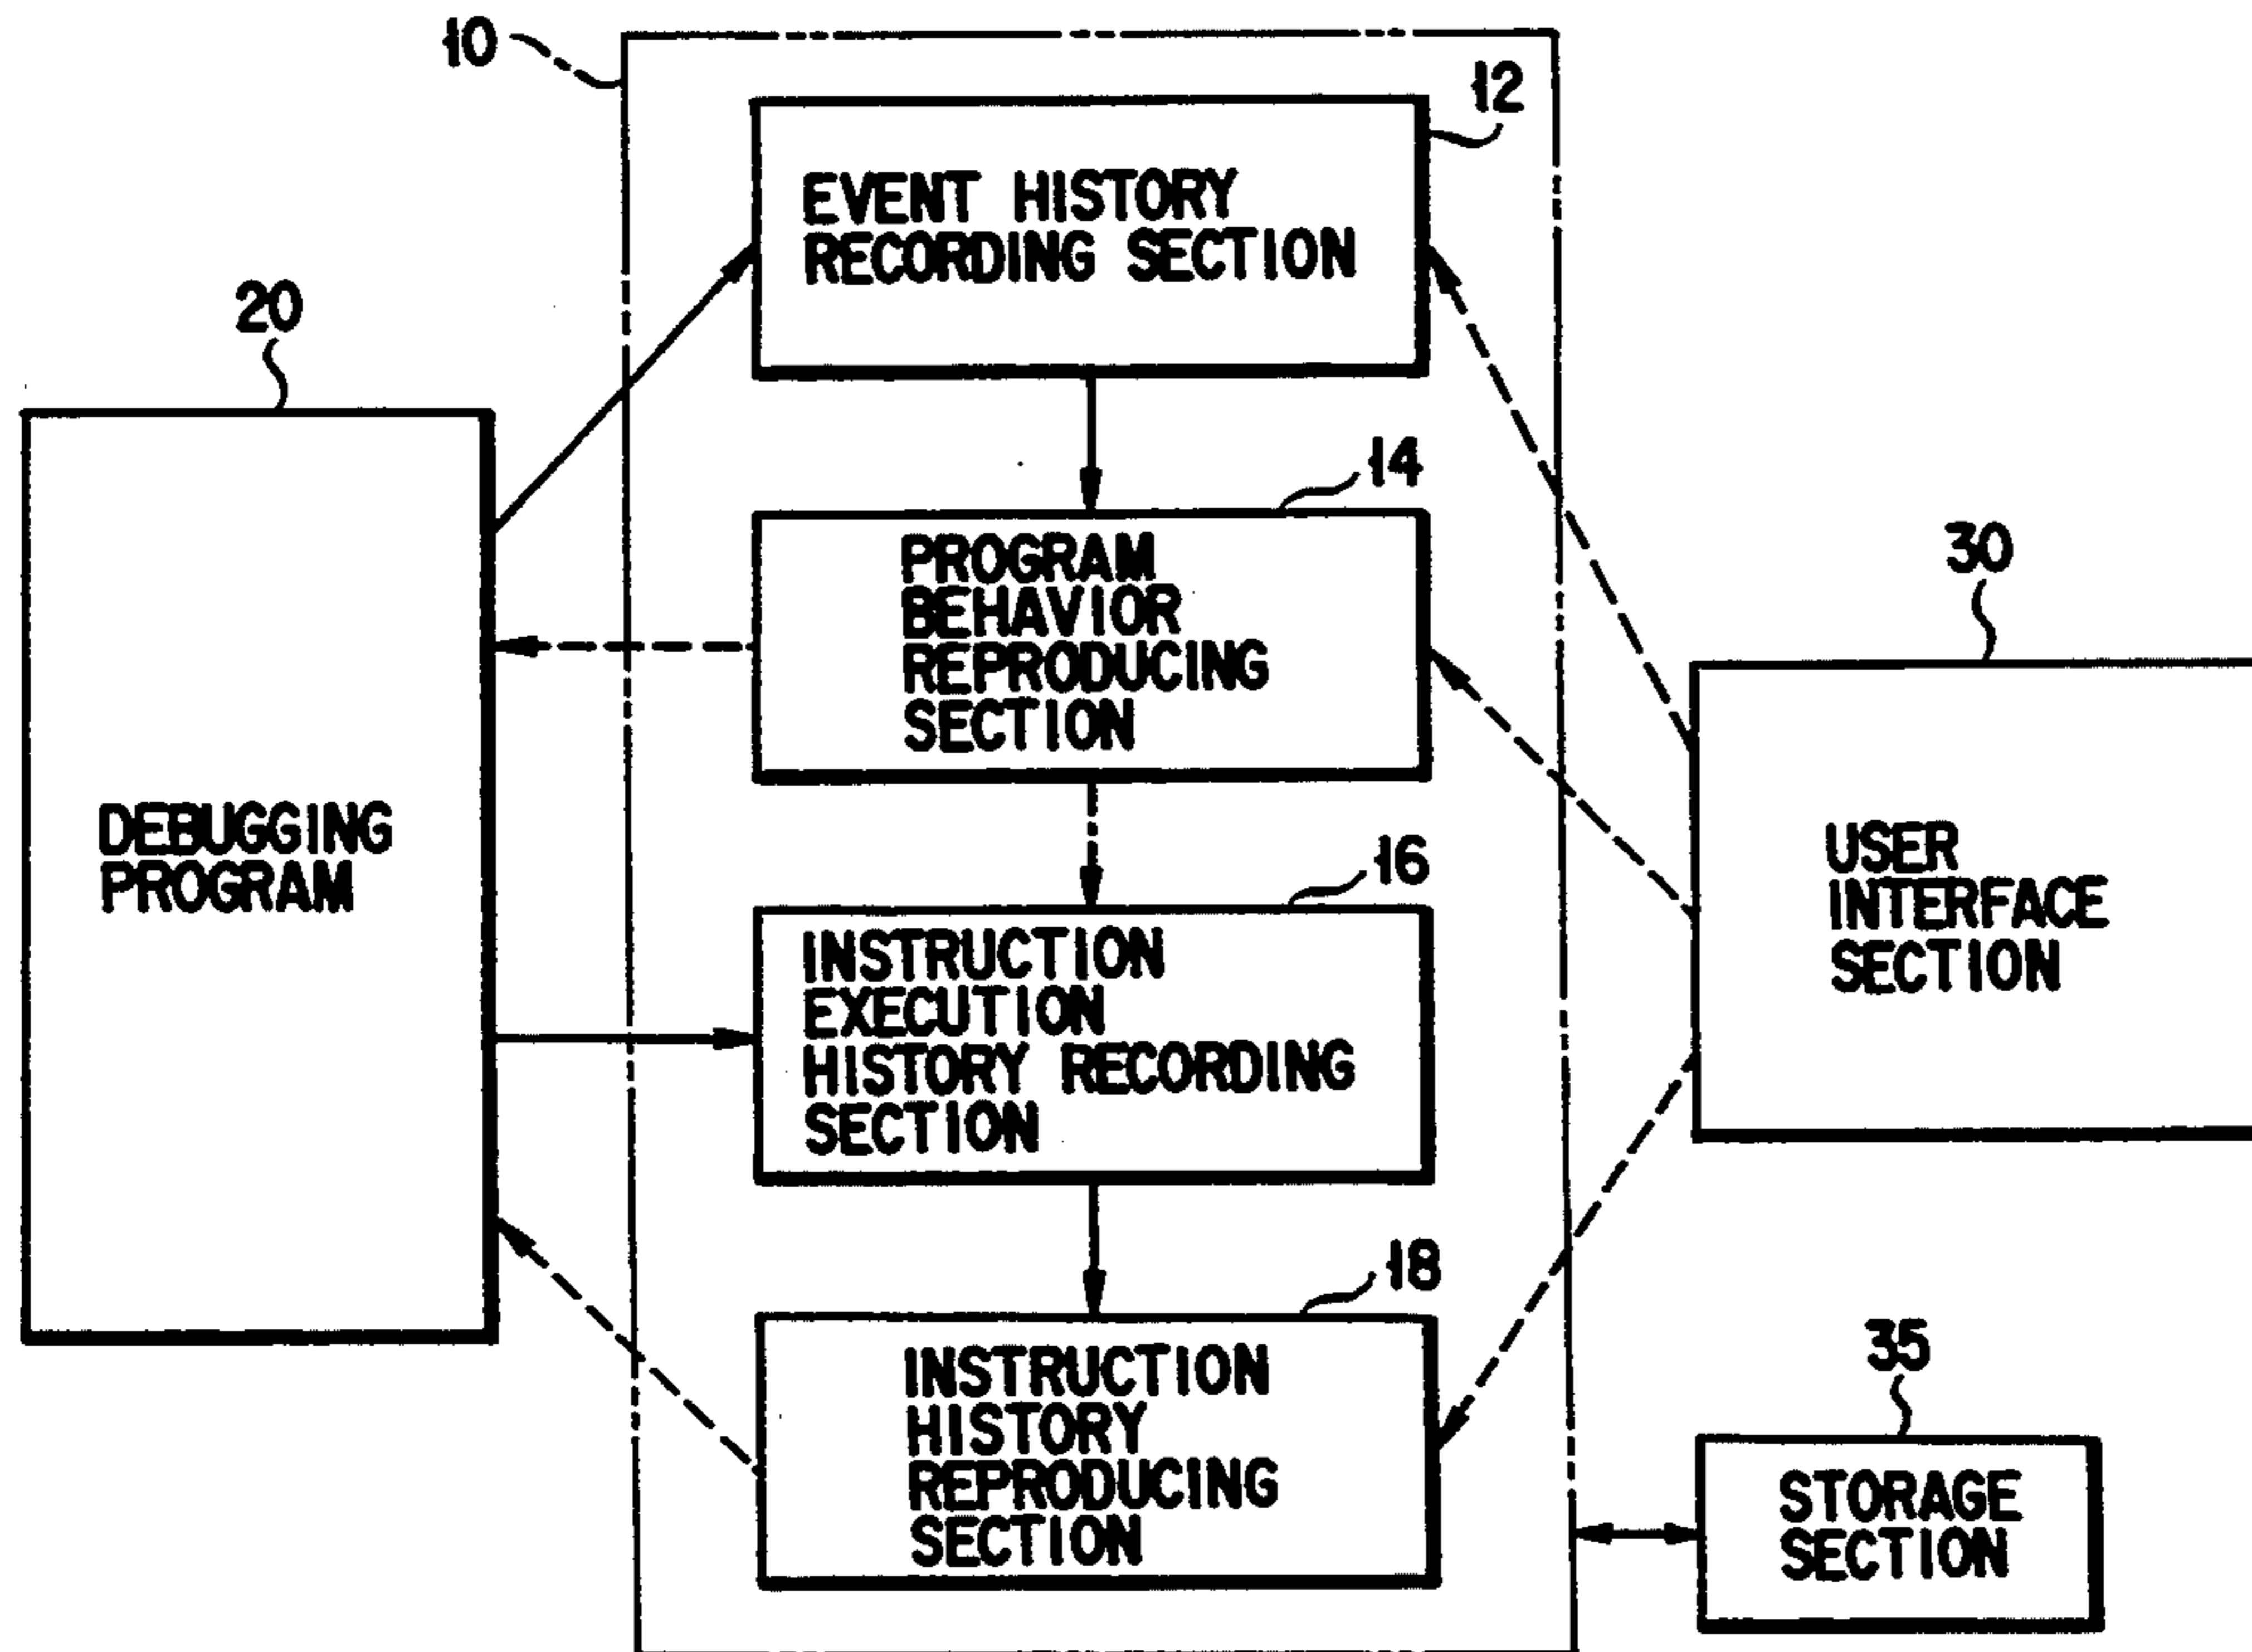 10
12
EVENT HISTORY
RECORDING SECTION
20
14
PROGRAM
BEHAVIOR
REPRODUCING
SECTION
30
DEBUGGING
PROGRAM
USER
INTERFACE
SECTION
16
INSTRUCTION
EXECUTION
HISTORY RECORDING
SECTION
18
INSTRUCTION
HISTORY
REPRODUCING
SECTION
35
STORAGE
SECTION